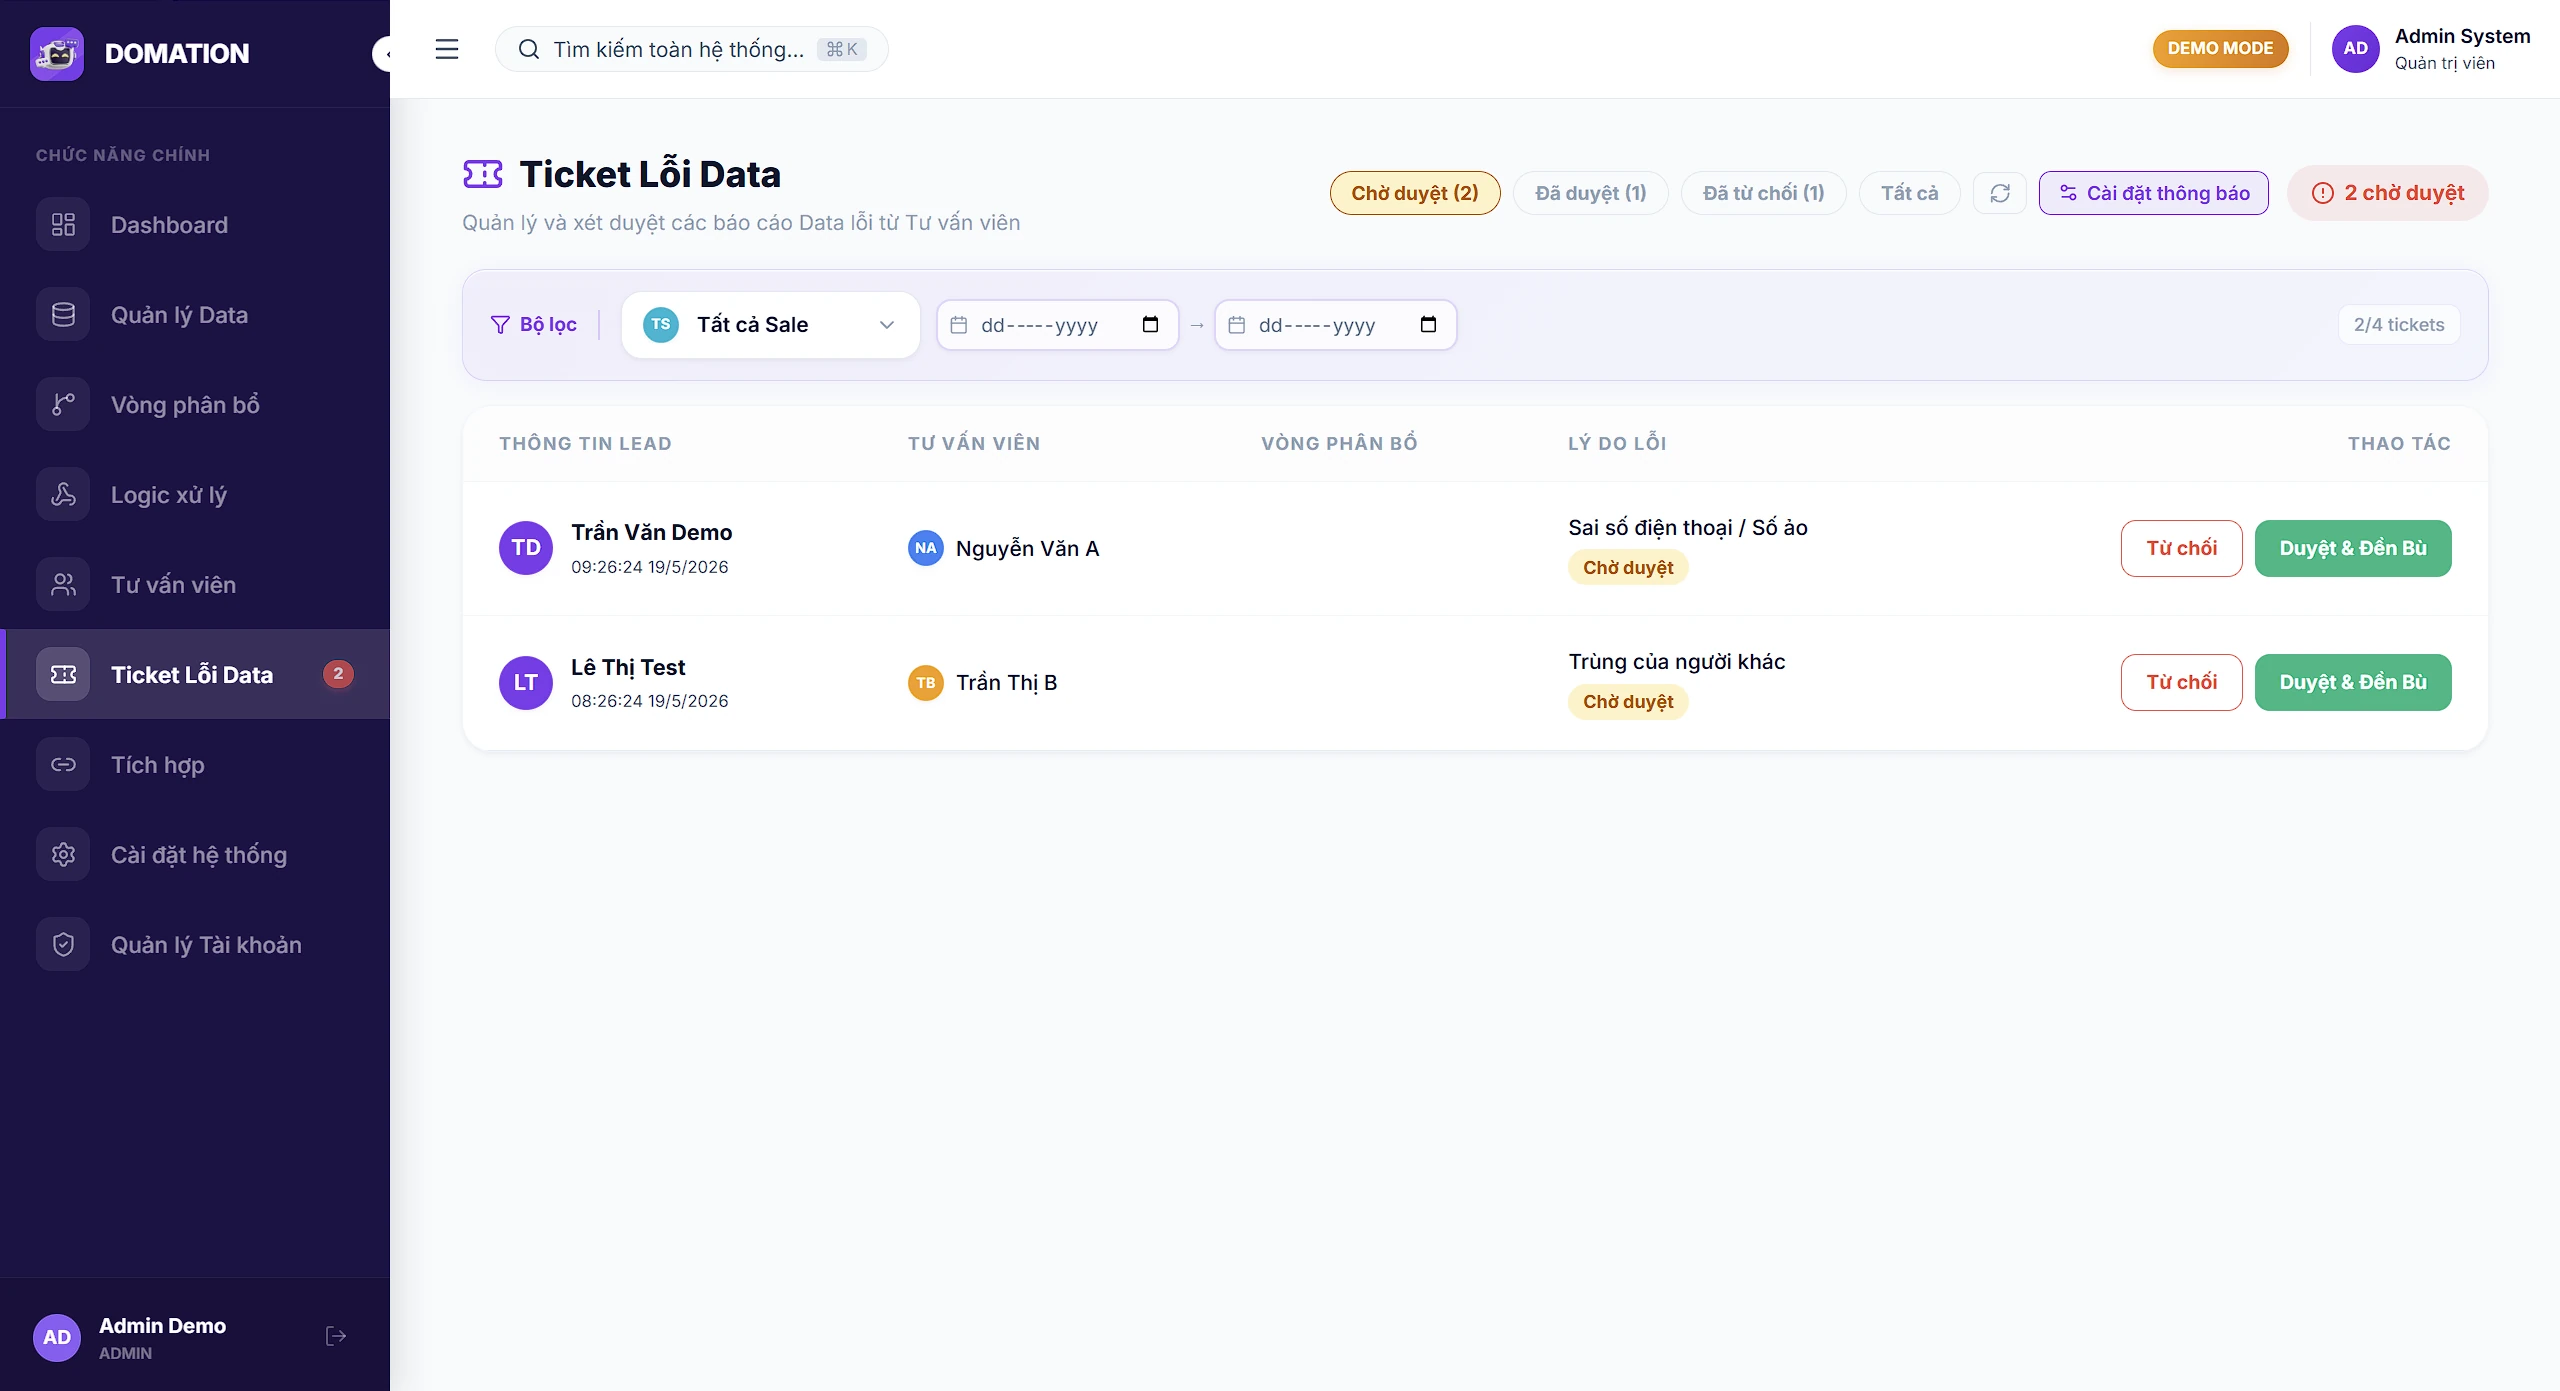 DOMATION
CHỨC NĂNG CHÍNH
Dashboard
Quản lý Data
Vòng phân bổ
Logic xử lý
Tư vấn viên
Ticket Lỗi Data
2
Tích hợp
Cài đặt hệ thống
Quản lý Tài khoản
AD
Admin Demo
ADMIN
Tìm kiếm toàn hệ thống...
⌘K
DEMO MODE
AD
Admin System
Quản trị viên
Ticket Lỗi Data
Quản lý và xét duyệt các báo cáo Data lỗi từ Tư vấn viên
Chờ duyệt (2)
Đã duyệt (1)
Đã từ chối (1)
Tất cả
Cài đặt thông báo
2 chờ duyệt
Bộ lọc
TS
Tất cả Sale
dd-----yyyy
→
dd-----yyyy
2/4 tickets
THÔNG TIN LEAD
TƯ VẤN VIÊN
VÒNG PHÂN BỔ
LÝ DO LỖI
THAO TÁC
TD
Trần Văn Demo
09:26:24 19/5/2026
NA
Nguyễn Văn A
Sai số điện thoại / Số ảo
Chờ duyệt
Từ chối
Duyệt & Đền Bù
LT
Lê Thị Test
08:26:24 19/5/2026
TB
Trần Thị B
Trùng của người khác
Chờ duyệt
Từ chối
Duyệt & Đền Bù